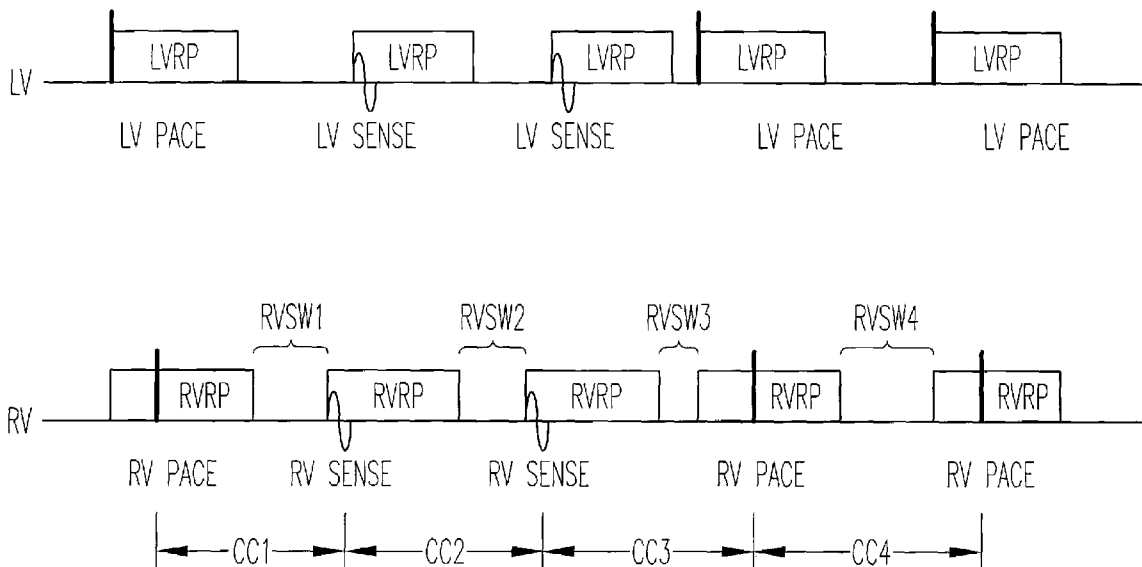 LVRP LVRP LVRP LVRP LVRP
LV
LV PACE LV SENSE LV SENSE LV PACE LV PACE
RVSW1 RVSW2 RVSW3 RVSW4
RVRP RVRP RVRP RVRP RVRP
RV
RV PACE RV SENSE RV SENSE RV PACE RV PACE
CC1 CC2 CC3 CC4